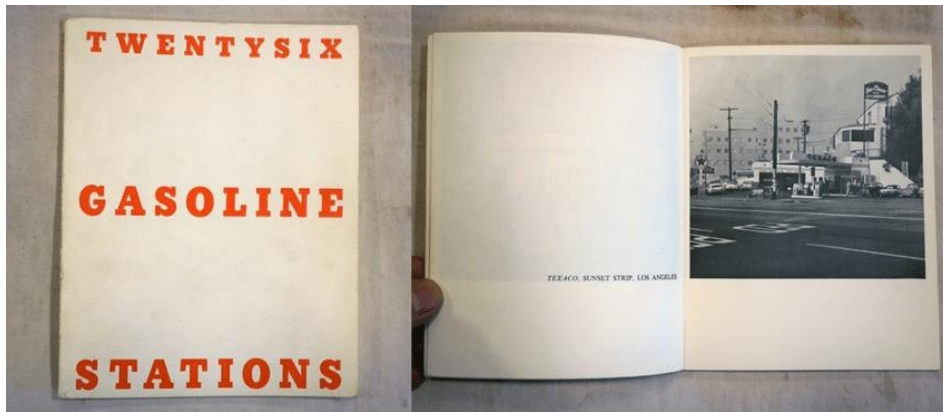 TWENTYSIX
GASOLINE
STATIONS
TEXACO, SUNSET STRIP, LOS ANGELES